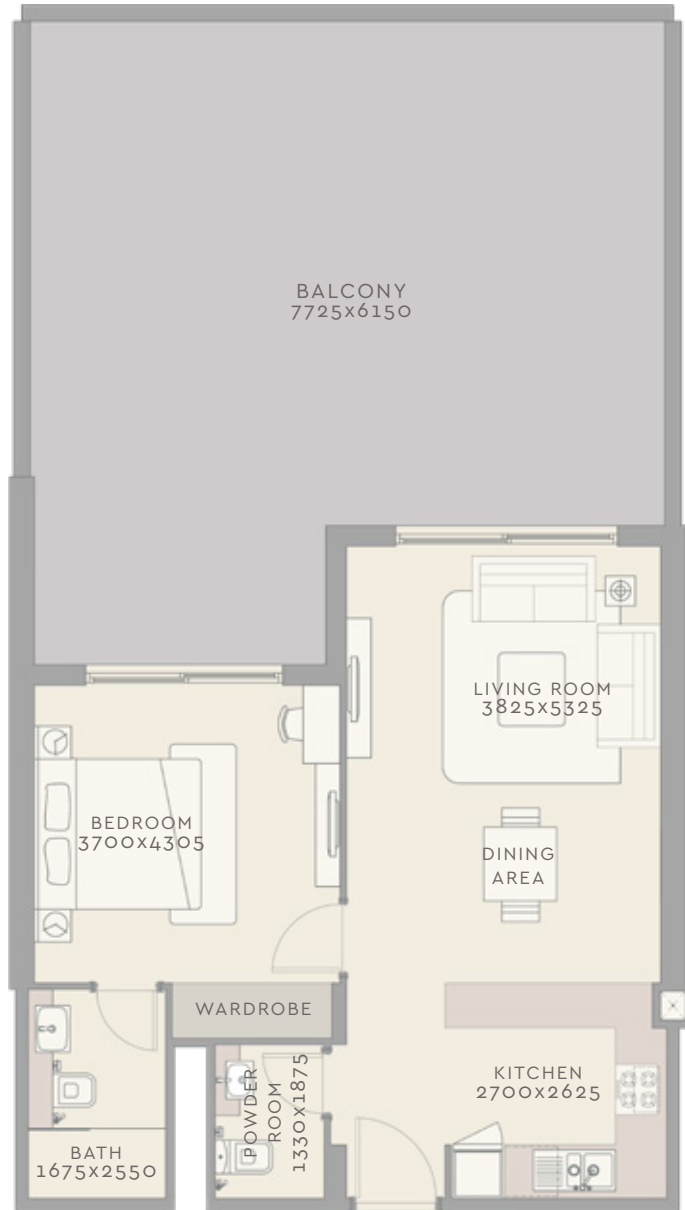 BALCONY
7725x6150
LIVING ROOM
3825x5325
BEDROOM
3700x4305
DINING
AREA
WARDROBE
KITCHEN
2700x2625
POWDER
ROOM
1330x1875
BATH
1675x2550